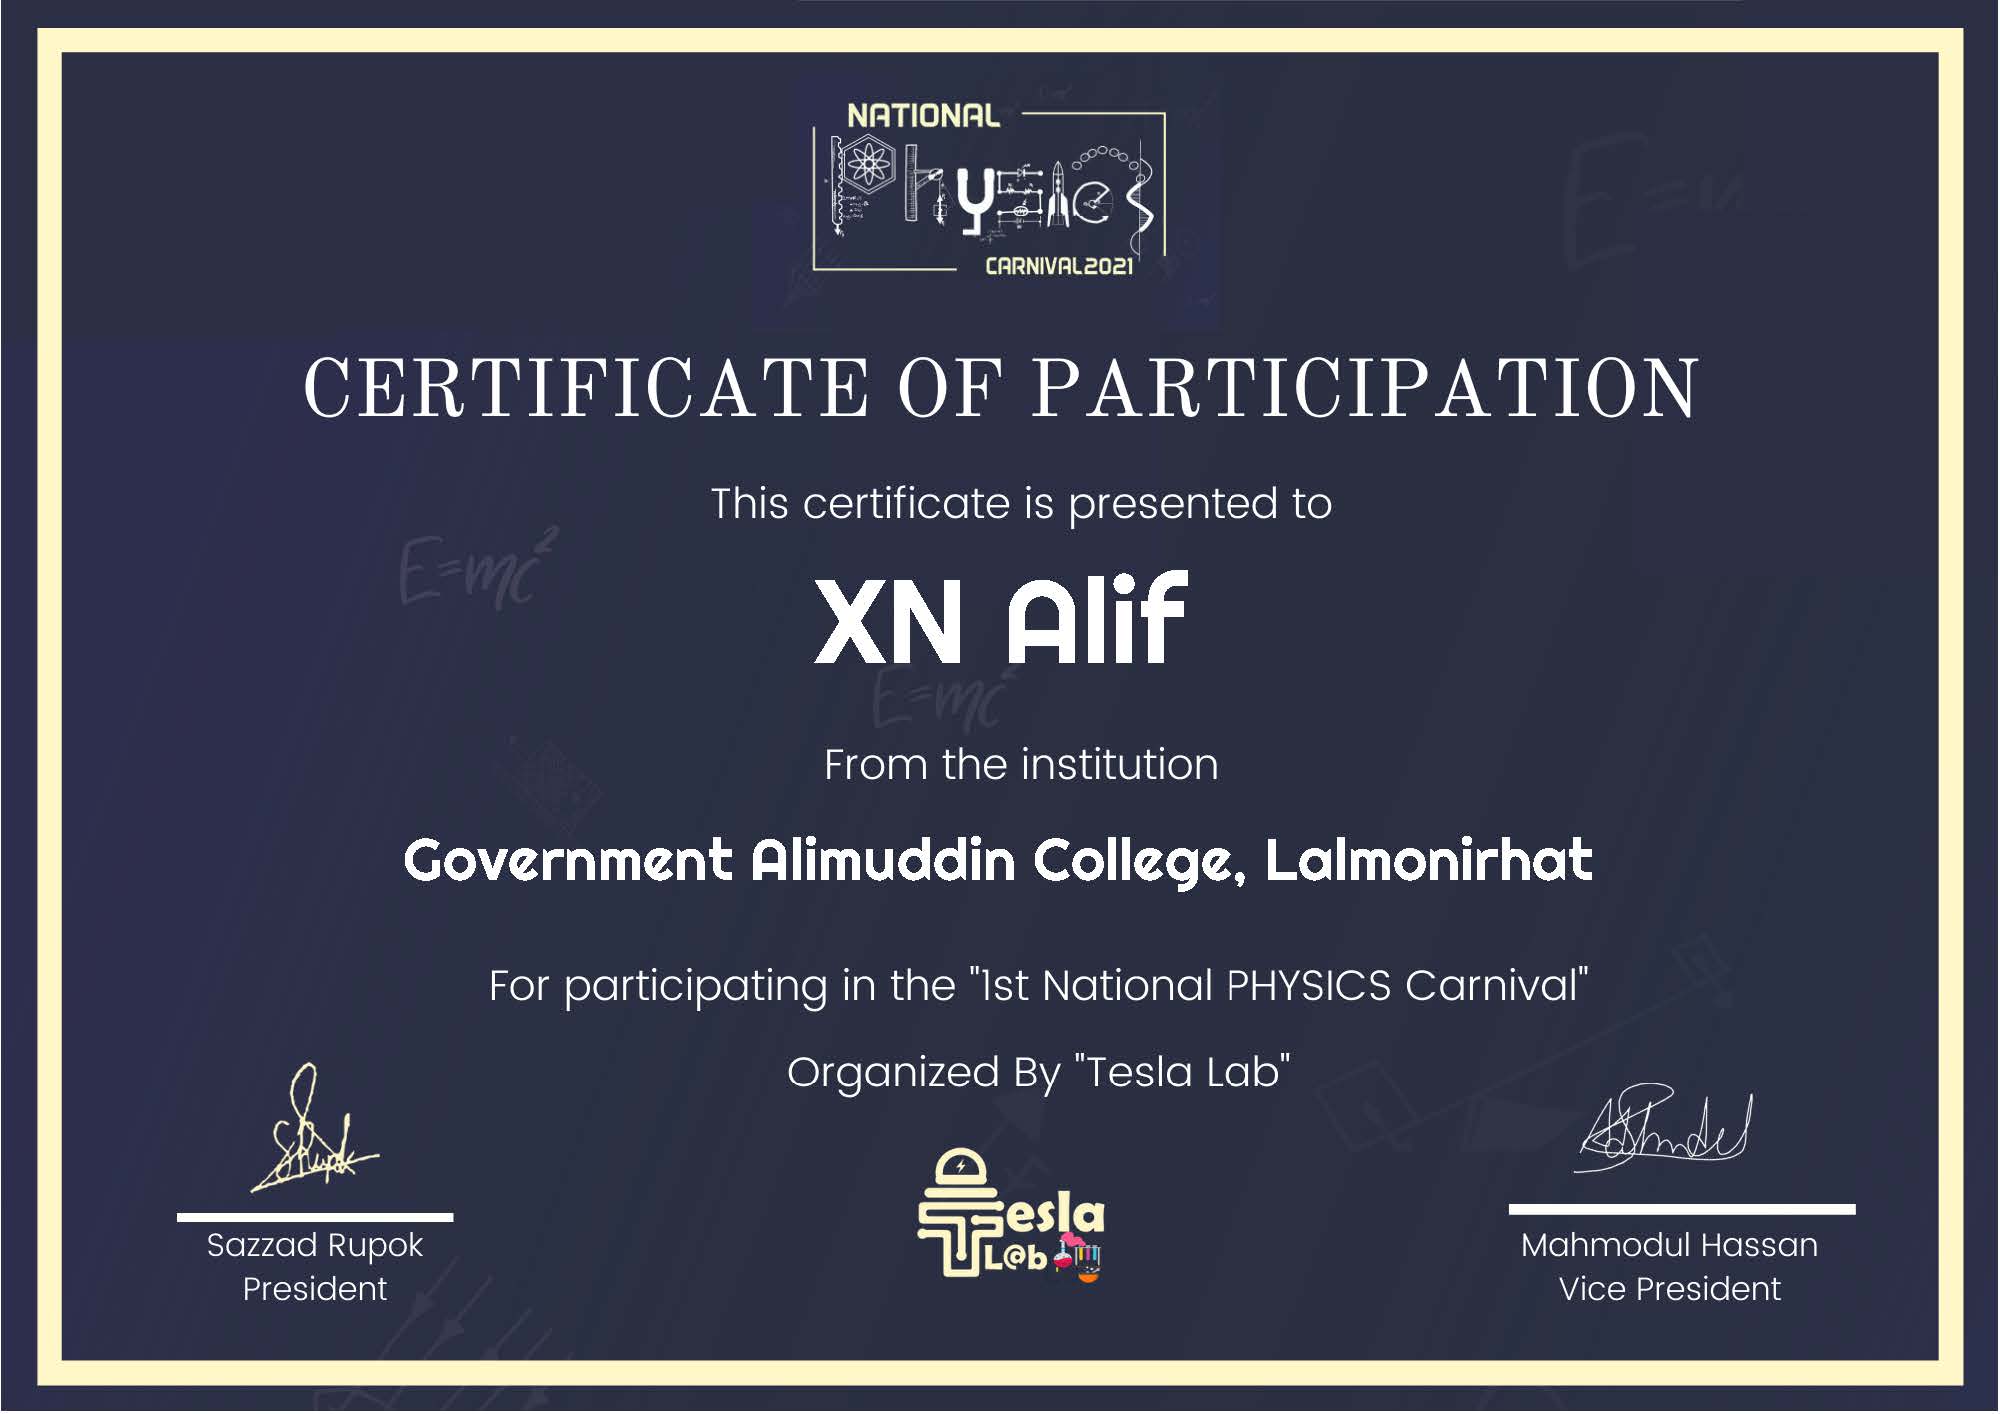 NATIONAL
Physics
CARNIVAL2021
CERTIFICATE OF PARTICIPATION
This certificate is presented to
E=mc²
XN Alif
E=mc²
From the institution
Government Alimuddin College, Lalmonirhat
For participating in the "1st National PHYSICS Carnival"
Organized By "Tesla Lab"
Tesla
L@b
Sazzad Rupok
President
Mahmodul Hassan
Vice President